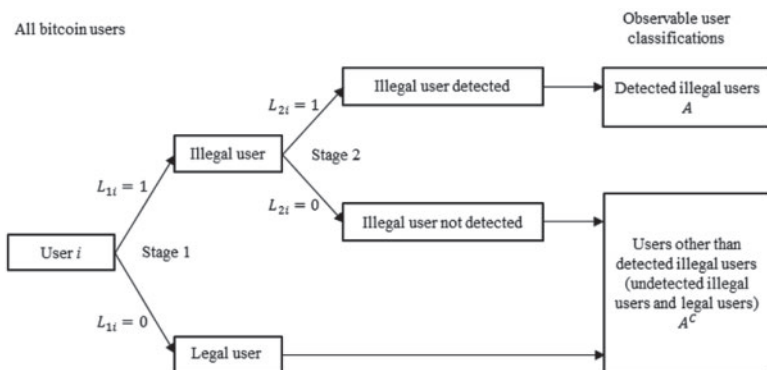 All bitcoin users
Observable user
classifications
Illegal user detected
Detected illegal users
A
L₂ᵢ = 1
Illegal user
Stage 2
L₁ᵢ = 1
L₂ᵢ = 0
Illegal user not detected
User i
Stage 1
Users other than
detected illegal users
(undetected illegal
users and legal users)
Aᶜ
L₁ᵢ = 0
Legal user